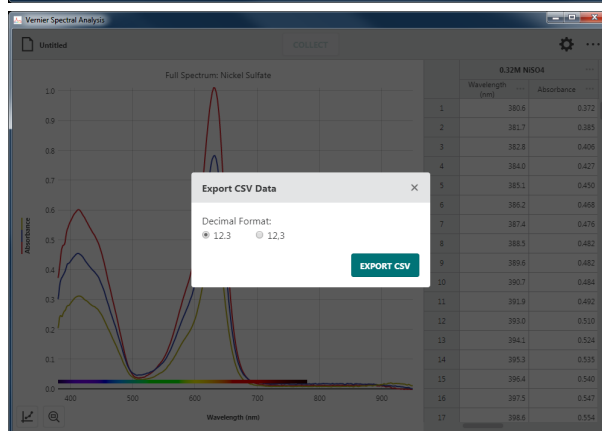 Vernier Spectral Analysis
Untitled
COLLECT
Full Spectrum: Nickel Sulfate
1.0
0.9
0.8
0.7
0.6
0.5
0.4
0.3
0.2
0.1
0.0
Absorbance
400 500 600 700 800 900
Wavelength (nm)
Export CSV Data ×
Decimal Format:
12.3 12,3
EXPORT CSV
0.32M NiSO4
Wavelength (nm) Absorbance
1 380.6 0.372
2 381.7 0.385
3 382.8 0.406
4 384.0 0.427
5 385.1 0.450
6 386.2 0.468
7 387.4 0.476
8 388.5 0.482
9 389.6 0.482
10 390.7 0.484
11 391.9 0.492
12 393.0 0.510
13 394.1 0.524
14 395.3 0.535
15 396.4 0.540
16 397.5 0.547
17 398.6 0.554